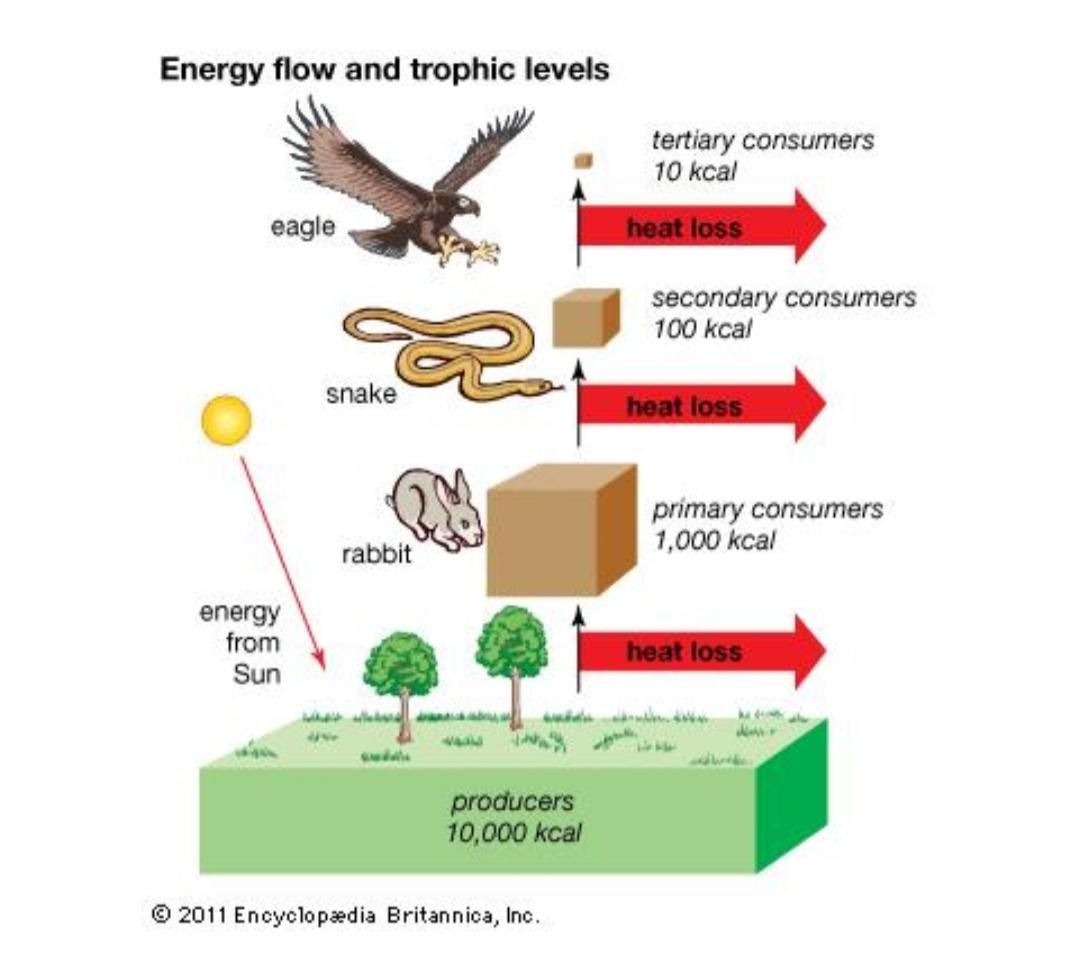 Energy flow and trophic levels
tertiary consumers
10 kcal
eagle
heat loss
secondary consumers
100 kcal
snake
heat loss
primary consumers
1,000 kcal
rabbit
energy
from
Sun
heat loss
producers
10,000 kcal
© 2011 Encyclopædia Britannica, Inc.